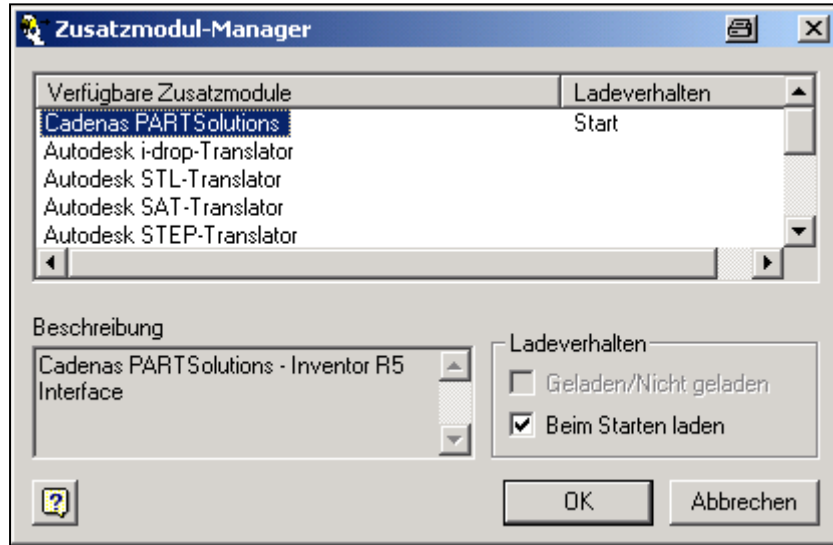 Zusatzmodul-Manager
Verfügbare Zusatzmodule Ladeverhalten
Cadenas PARTSolutions Start
Autodesk i-drop-Translator
Autodesk STL-Translator
Autodesk SAT-Translator
Autodesk STEP-Translator
Beschreibung
Cadenas PARTSolutions - Inventor R5
Interface
Ladeverhalten
Geladen/Nicht geladen
Beim Starten laden
?
OK Abbrechen